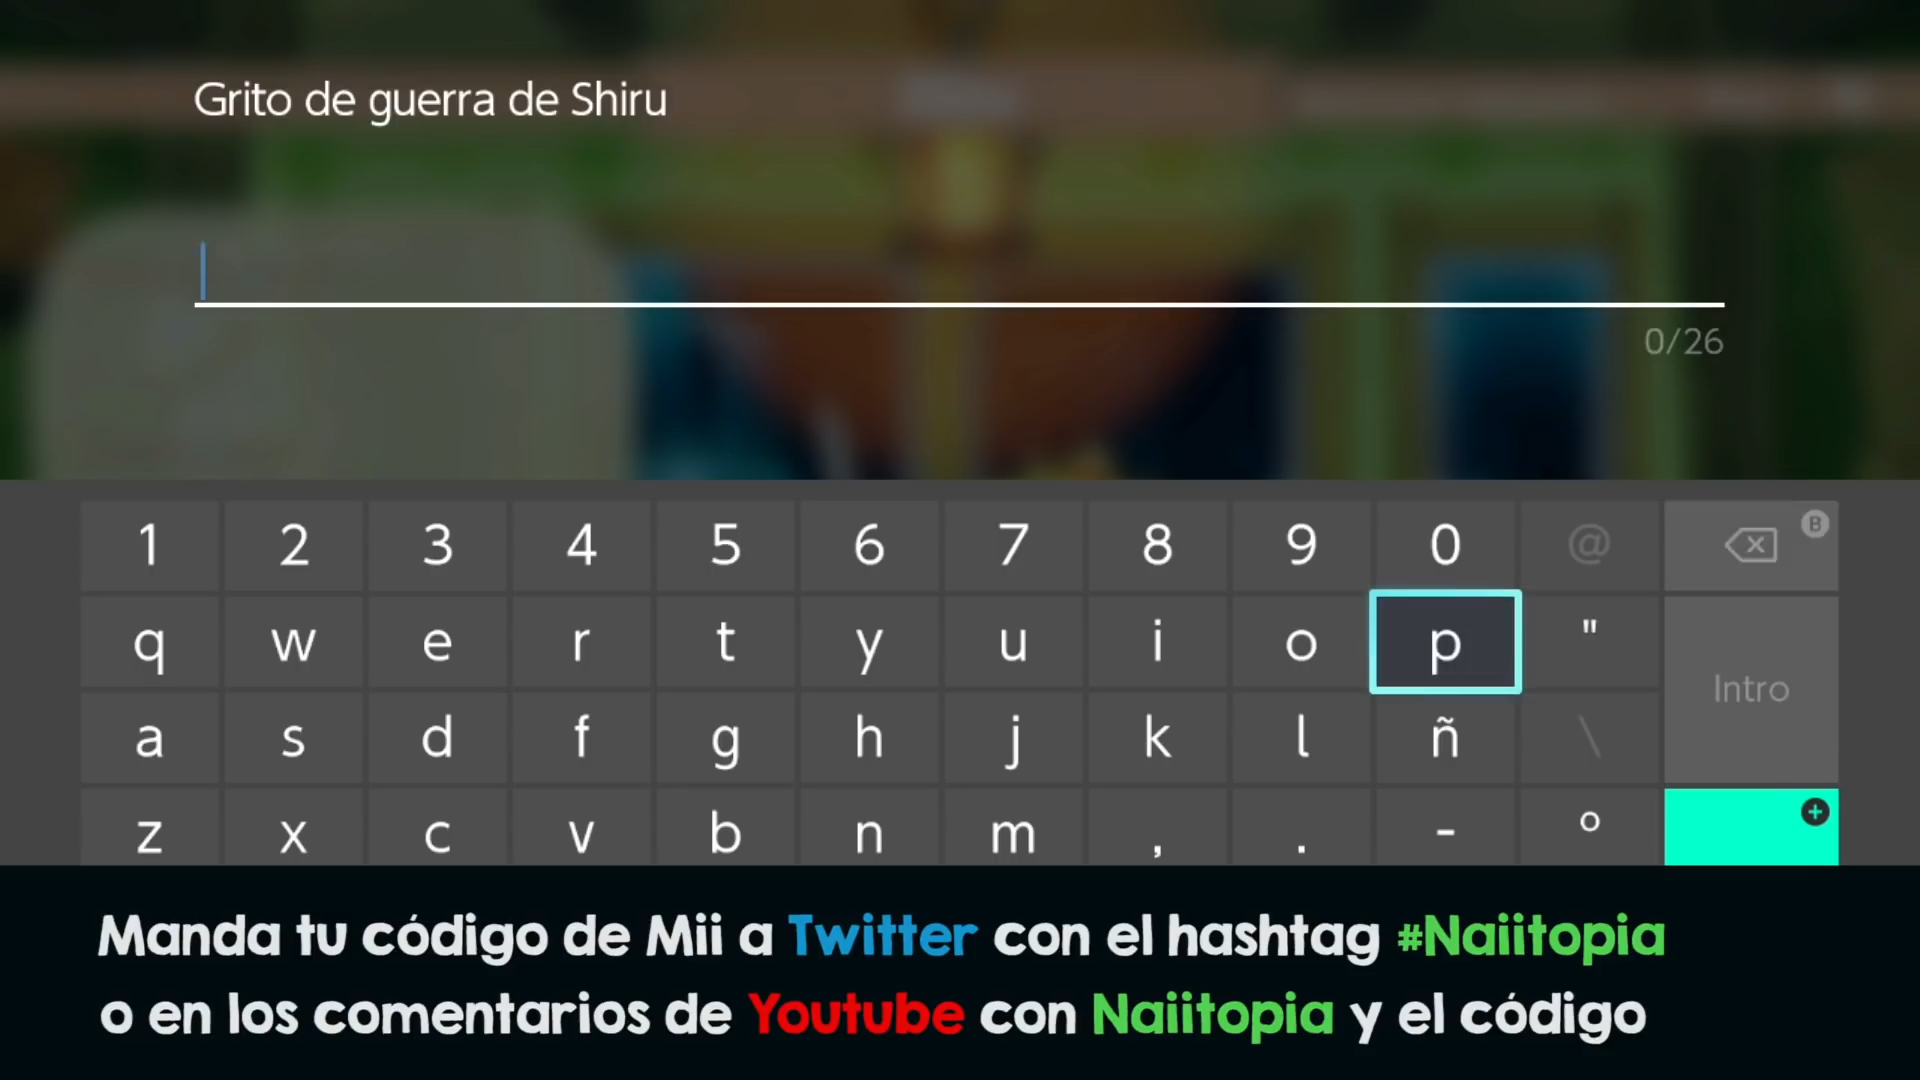 Grito de guerra de Shiru
0/26
1 2 3 4 5 6 7 8 9 0 @ B
q w e r t y u i o p "
Intro
a s d f g h j k l ñ \
+
z x c v b n m , . - º
Manda tu código de Mii a Twitter con el hashtag #Naiitopia
o en los comentarios de Youtube con Naiitopia y el código